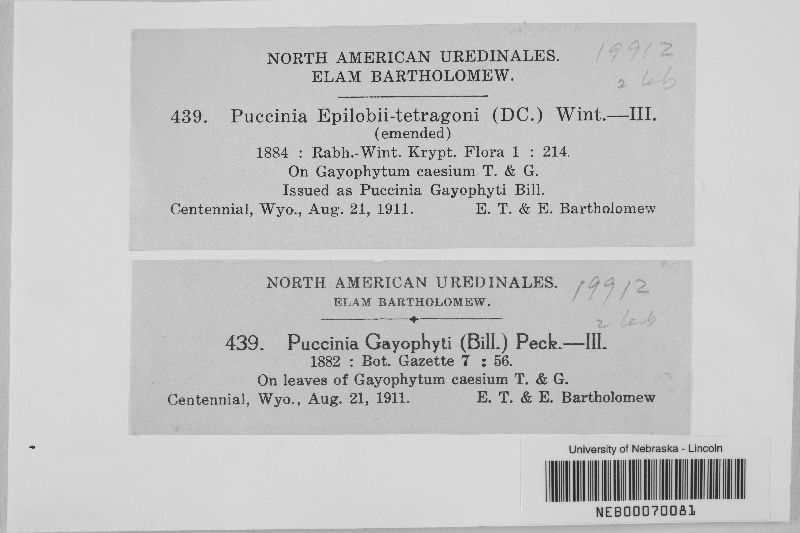 NORTH AMERICAN UREDINALES.
ELAM BARTHOLOMEW.
19912
2 lab
439. Puccinia Epilobii-tetragoni (DC.) Wint.—III.
(emended)
1884 : Rabh.-Wint. Krypt. Flora 1 : 214.
On Gayophytum caesium T. & G.
Issued as Puccinia Gayophyti Bill.
Centennial, Wyo., Aug. 21, 1911. E. T. & E. Bartholomew
NORTH AMERICAN UREDINALES.
ELAM BARTHOLOMEW.
19912
2 lab
439. Puccinia Gayophyti (Bill.) Peck.—III.
1882 : Bot. Gazette 7 : 56.
On leaves of Gayophytum caesium T. & G.
Centennial, Wyo., Aug. 21, 1911. E. T. & E. Bartholomew
University of Nebraska - Lincoln
NEB00070081